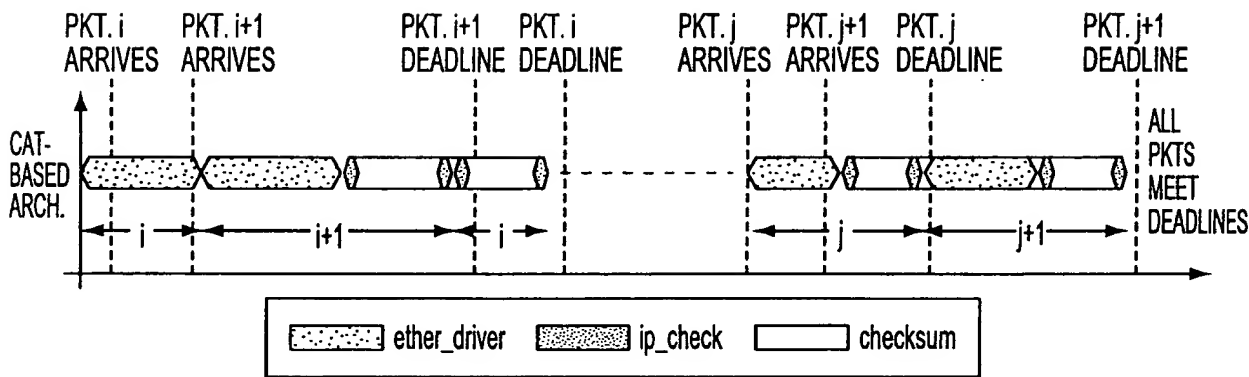 PKT. i
ARRIVES
PKT. i+1
ARRIVES
PKT. i+1
DEADLINE
PKT. i
DEADLINE
PKT. j
ARRIVES
PKT. j+1
ARRIVES
PKT. j
DEADLINE
PKT. j+1
DEADLINE
CAT-
BASED
ARCH.
ALL
PKTS
MEET
DEADLINES
i
i+1
i
j
j+1
ether_driver
ip_check
checksum